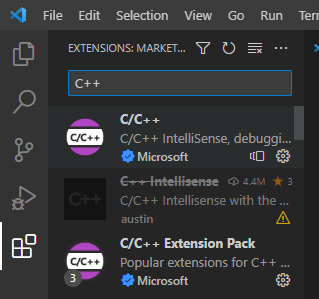 File Edit Selection View Go Run Ter
EXTENSIONS: MARKET...
C++
C/C++
C/C++
C/C++ IntelliSense, debuggi...
Microsoft
C++
C++ Intellisense 4.4M 3
C/C++ Intellisense with the ...
austin
C/C++
C/C++ Extension Pack
3
Popular extensions for C++ ...
Microsoft